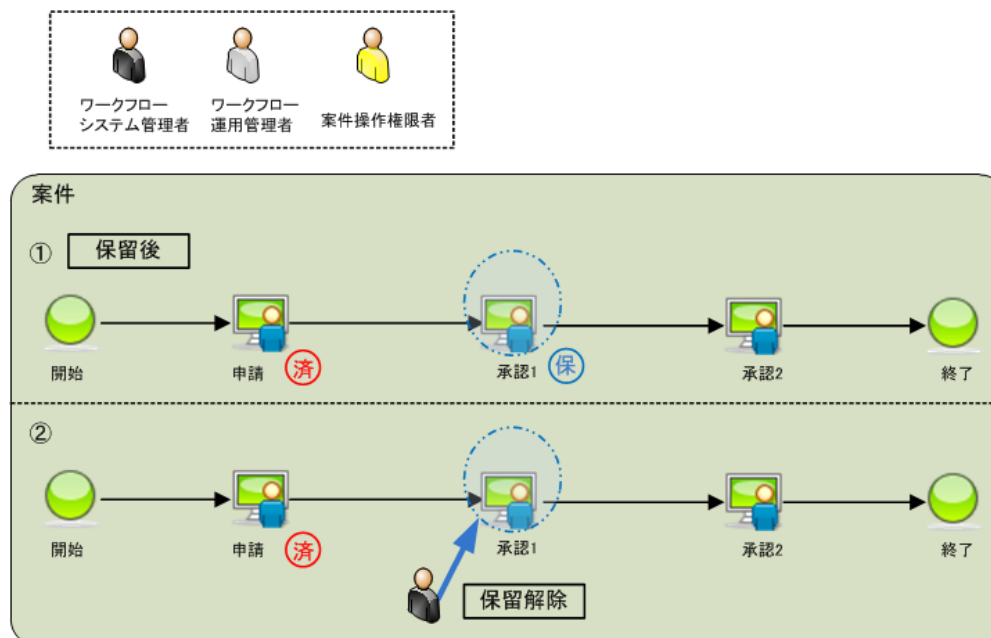 ワークフロー
システム管理者
ワークフロー
運用管理者
案件操作権限者
案件
① 保留後
開始
申請
済
承認1
保
承認2
終了
②
開始
申請
済
承認1
承認2
終了
保留解除